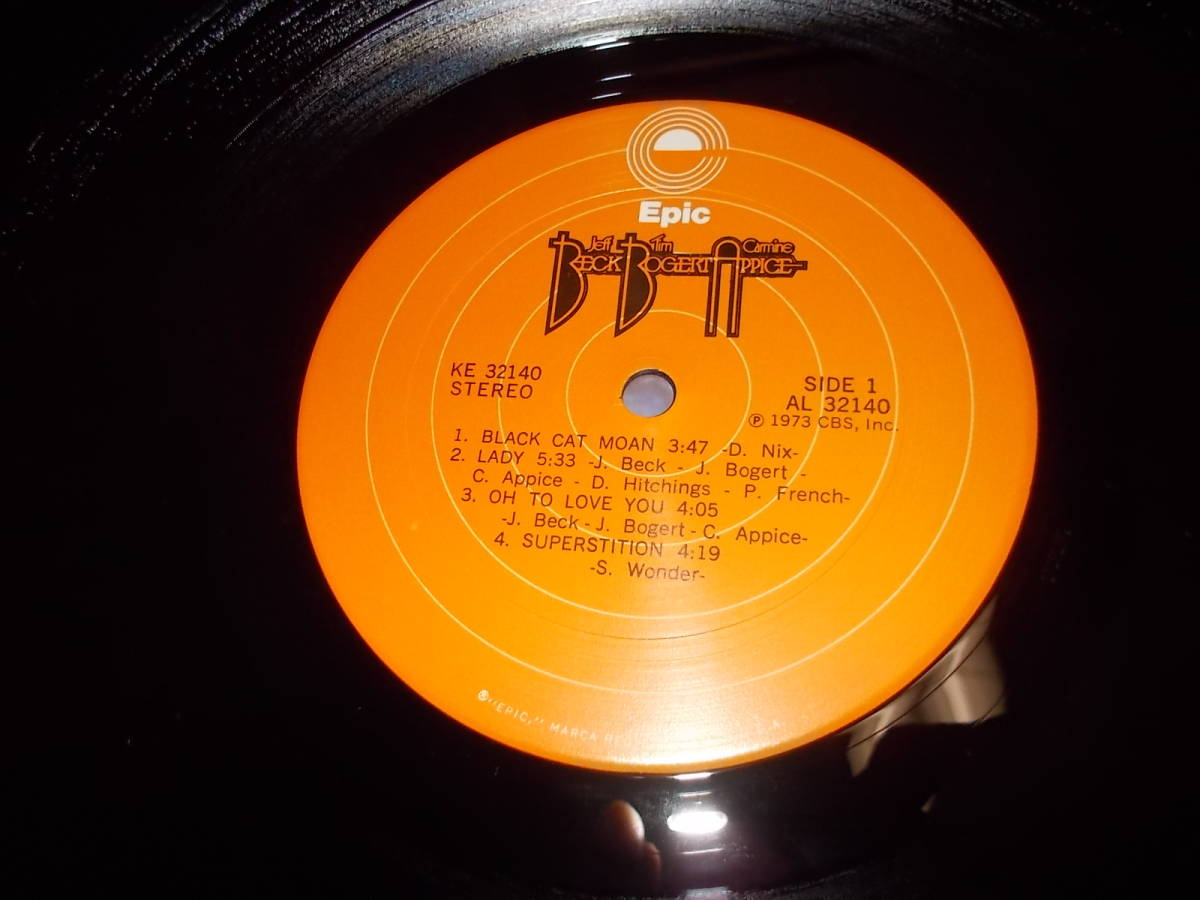 Epic
Jeff Tim Carmine
BECK BOGERT APPICE
KE 32140
STEREO
SIDE 1
AL 32140
℗ 1973 CBS, Inc.
1. BLACK CAT MOAN 3:47 -D. Nix-
2. LADY 5:33 -J. Beck - J. Bogert -
C. Appice - D. Hitchings - P. French-
3. OH TO LOVE YOU 4:05
-J. Beck - J. Bogert - C. Appice-
4. SUPERSTITION 4:19
-S. Wonder-
"EPIC," MARCA